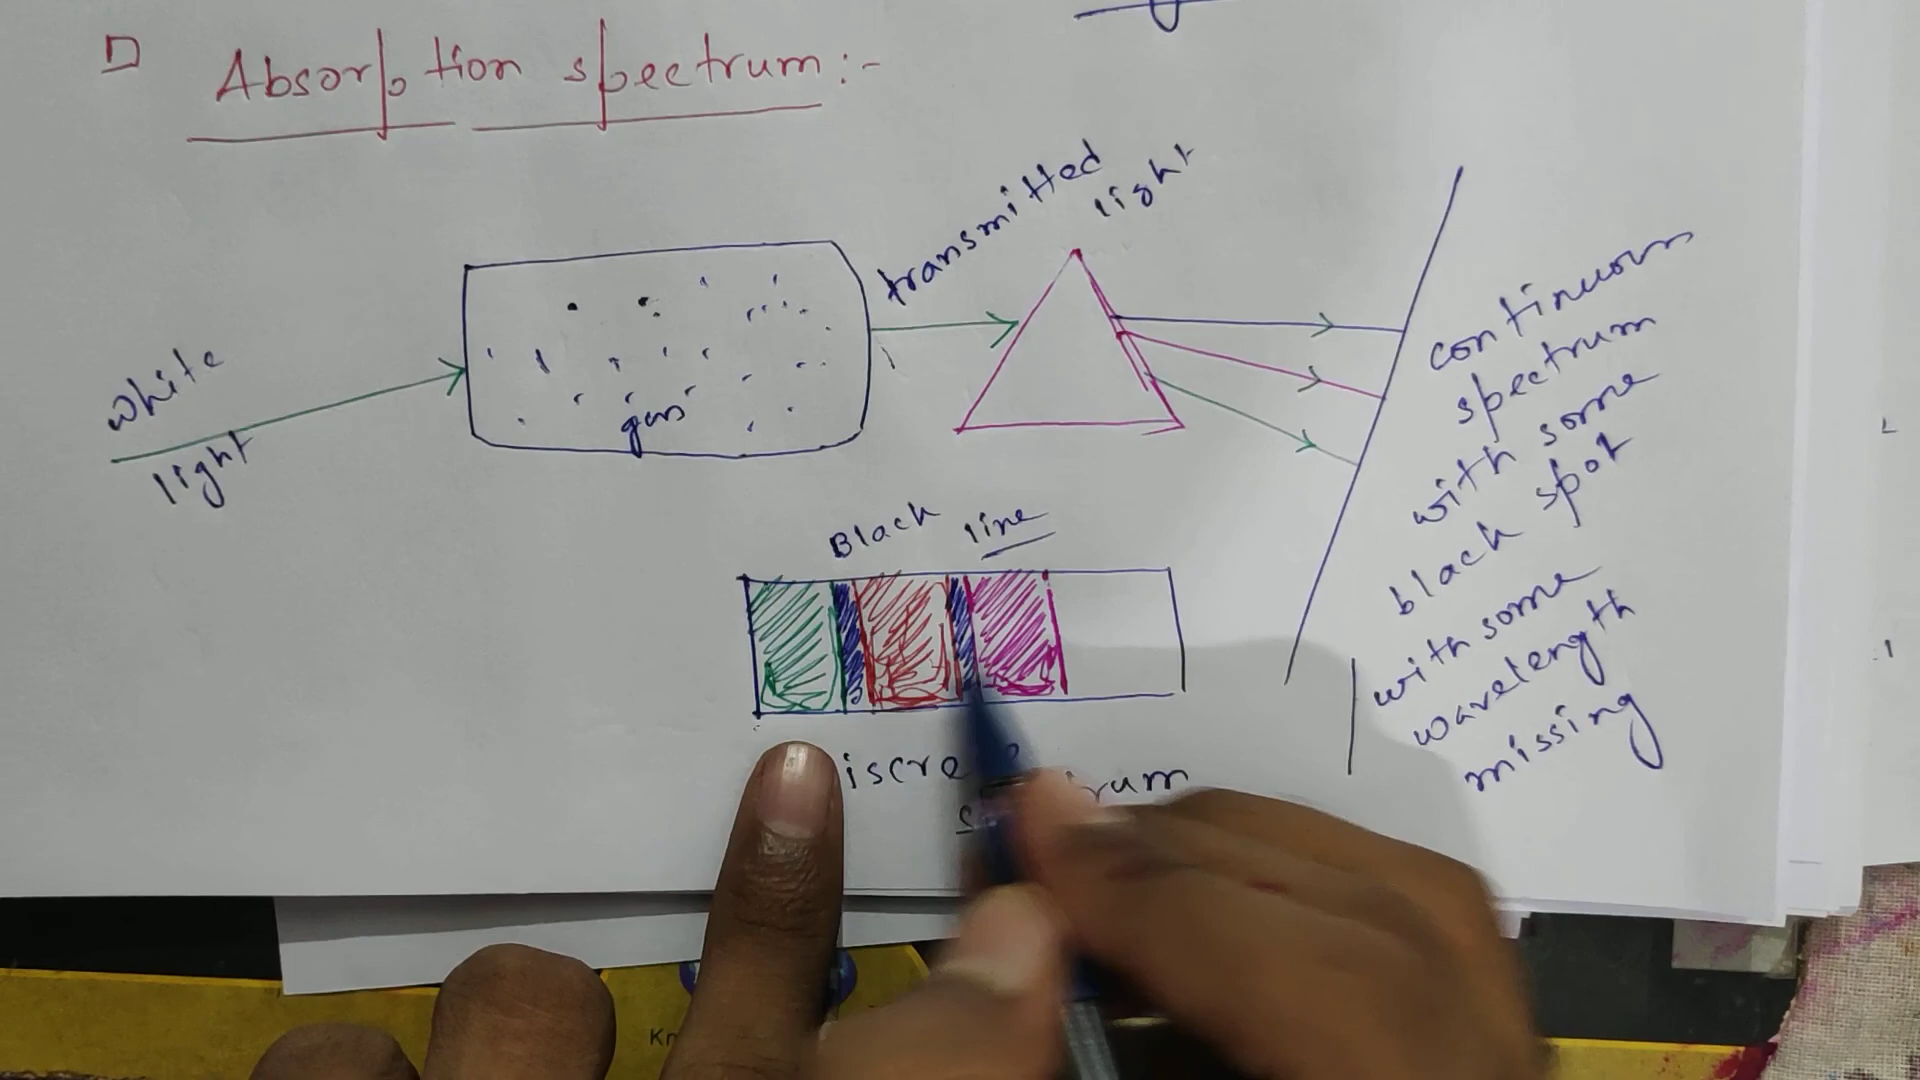 Absorption spectrum:-
transmitted
light
white
light
gas
continuous
spectrum
with some
black spot
with some
wavelength
missing
Black line